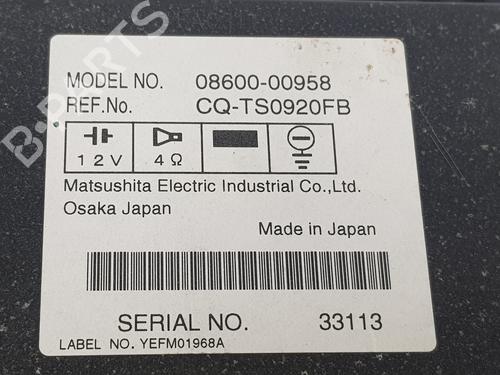 MODEL NO. 08600-00958
REF.No. CQ-TS0920FB
12V 4Ω
Matsushita Electric Industrial Co.,Ltd.
Osaka Japan
Made in Japan
SERIAL NO. 33113
LABEL NO. YEFM01968A
B-PARTS